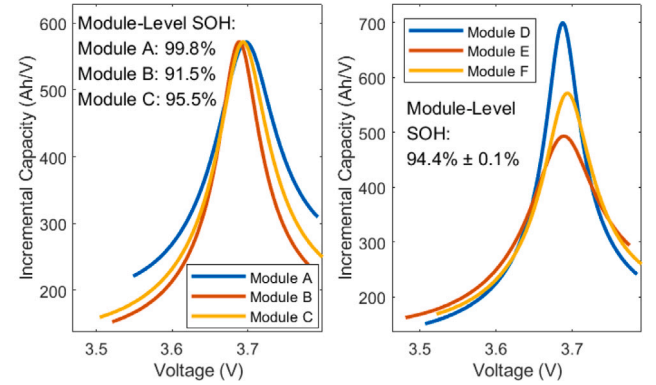 Module-Level SOH:
Module A: 99.8%
Module B: 91.5%
Module C: 95.5%
Incremental Capacity (Ah/V)
600
500
400
300
200
Module A
Module B
Module C
3.5
3.6
3.7
Voltage (V)
Module D
Module E
Module F
Module-Level
SOH:
94.4% ± 0.1%
Incremental Capacity (Ah/V)
700
600
500
400
300
200
3.5
3.6
3.7
Voltage (V)